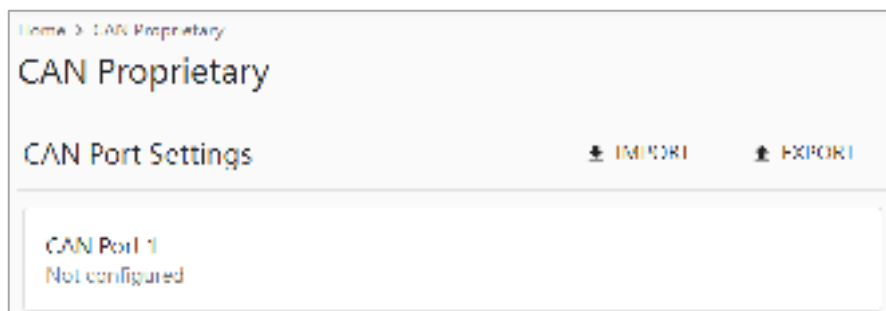 Home > CAN Proprietary
CAN Proprietary
CAN Port Settings IMPORT EXPORT
CAN Port 1
Not configured